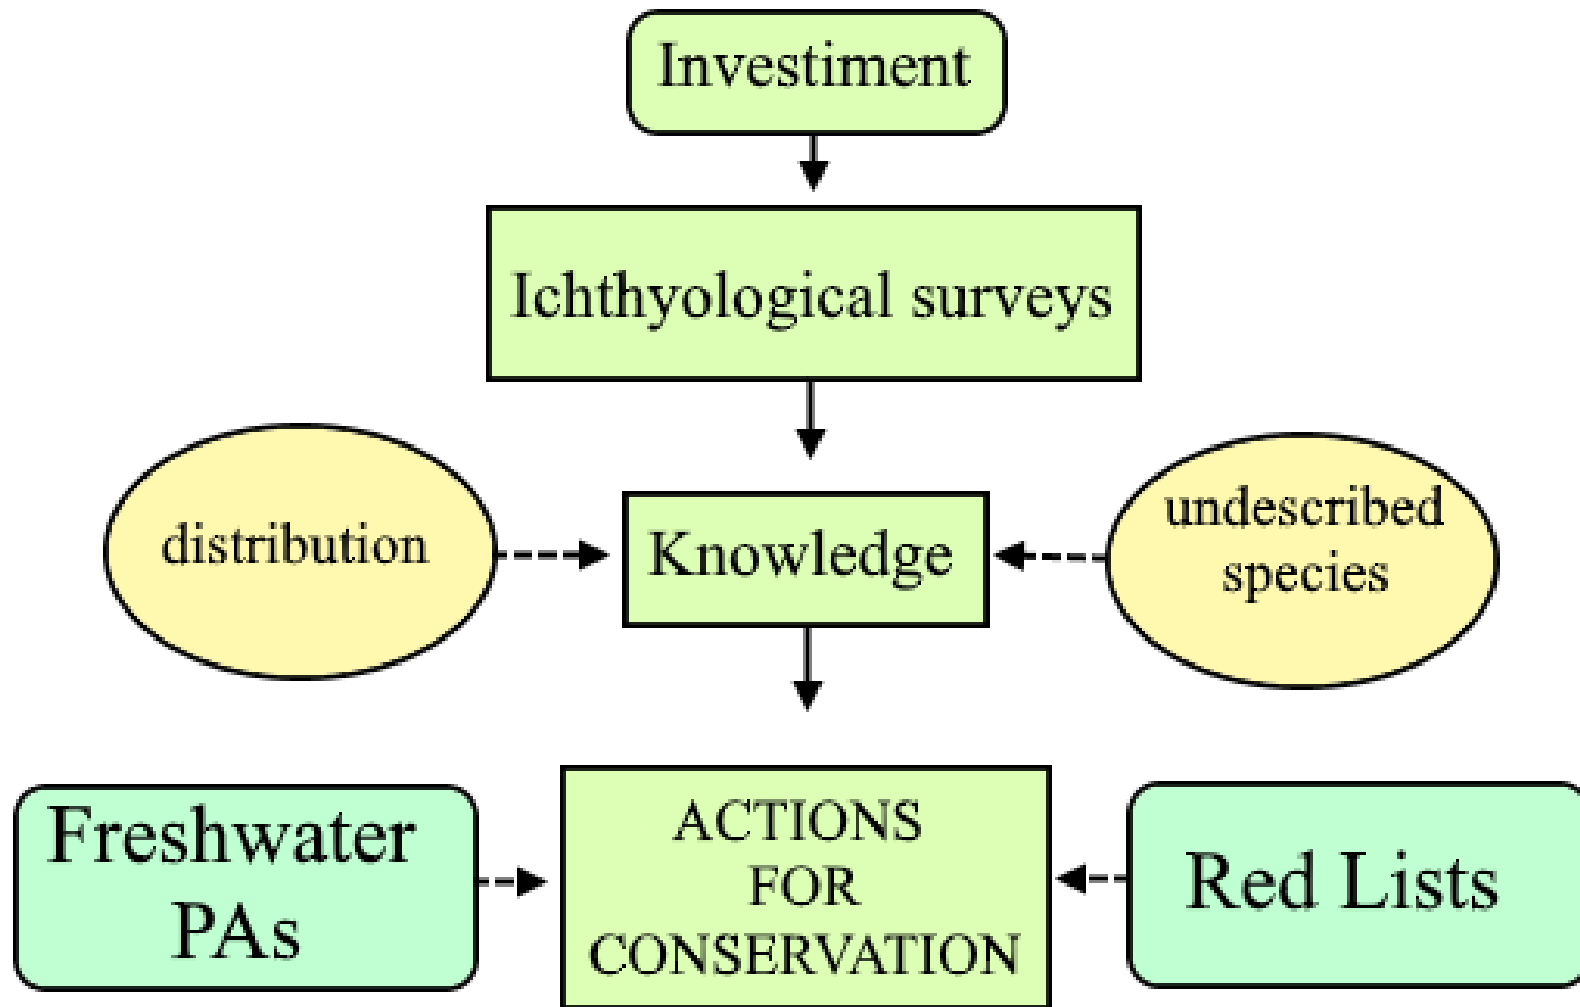 Investiment
Ichthyological surveys
distribution
Knowledge
undescribed
species
Freshwater
PAs
ACTIONS
FOR
CONSERVATION
Red Lists